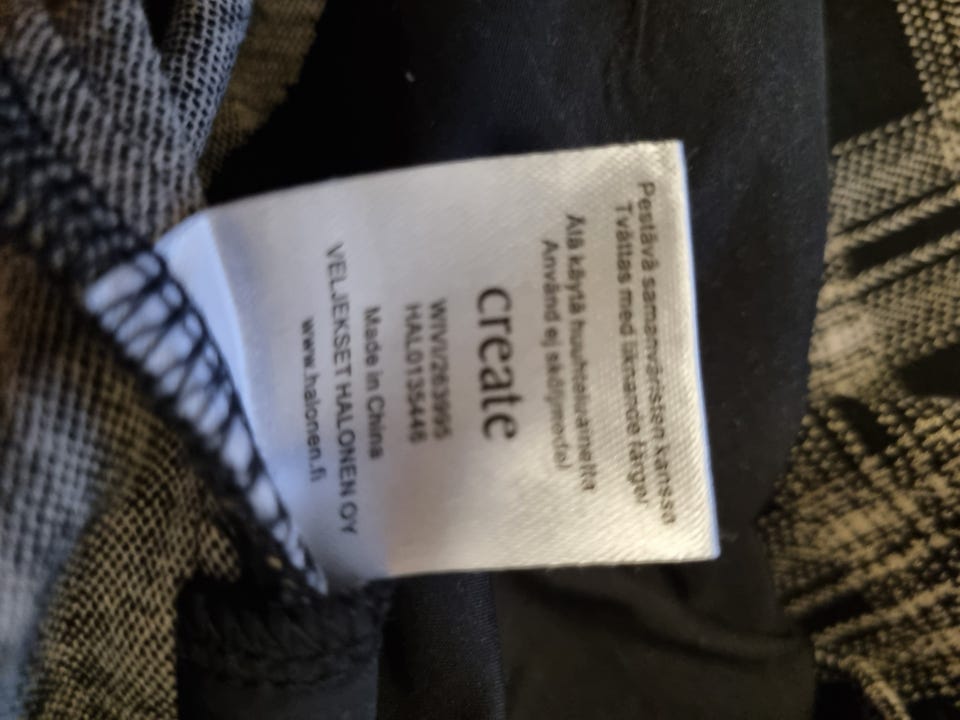 Pestävä samanväristen kanssa
Tvättas med liknande färger
Älä käytä huuhteluainetta
Använd ej sköljmedel
create
WIVI/263995
HAL0135446
Made in China
VELJEKSET HALONEN OY
www.halonen.fi